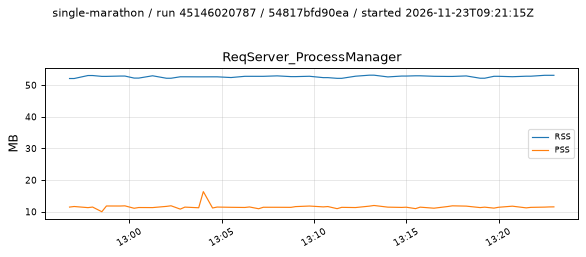 single-marathon / run 45146020787 / 54817bfd90ea / started 2026-11-23T09:21:15Z
ReqServer_ProcessManager
MB
50
40
30
20
10
RSS
PSS
13:00
13:05
13:10
13:15
13:20